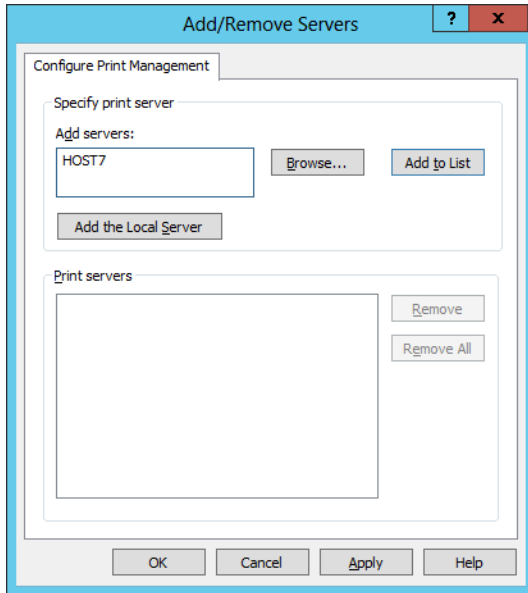 Add/Remove Servers
?
x
Configure Print Management
Specify print server
Add servers:
HOST7
Browse...
Add to List
Add the Local Server
Print servers
Remove
Remove All
OK
Cancel
Apply
Help